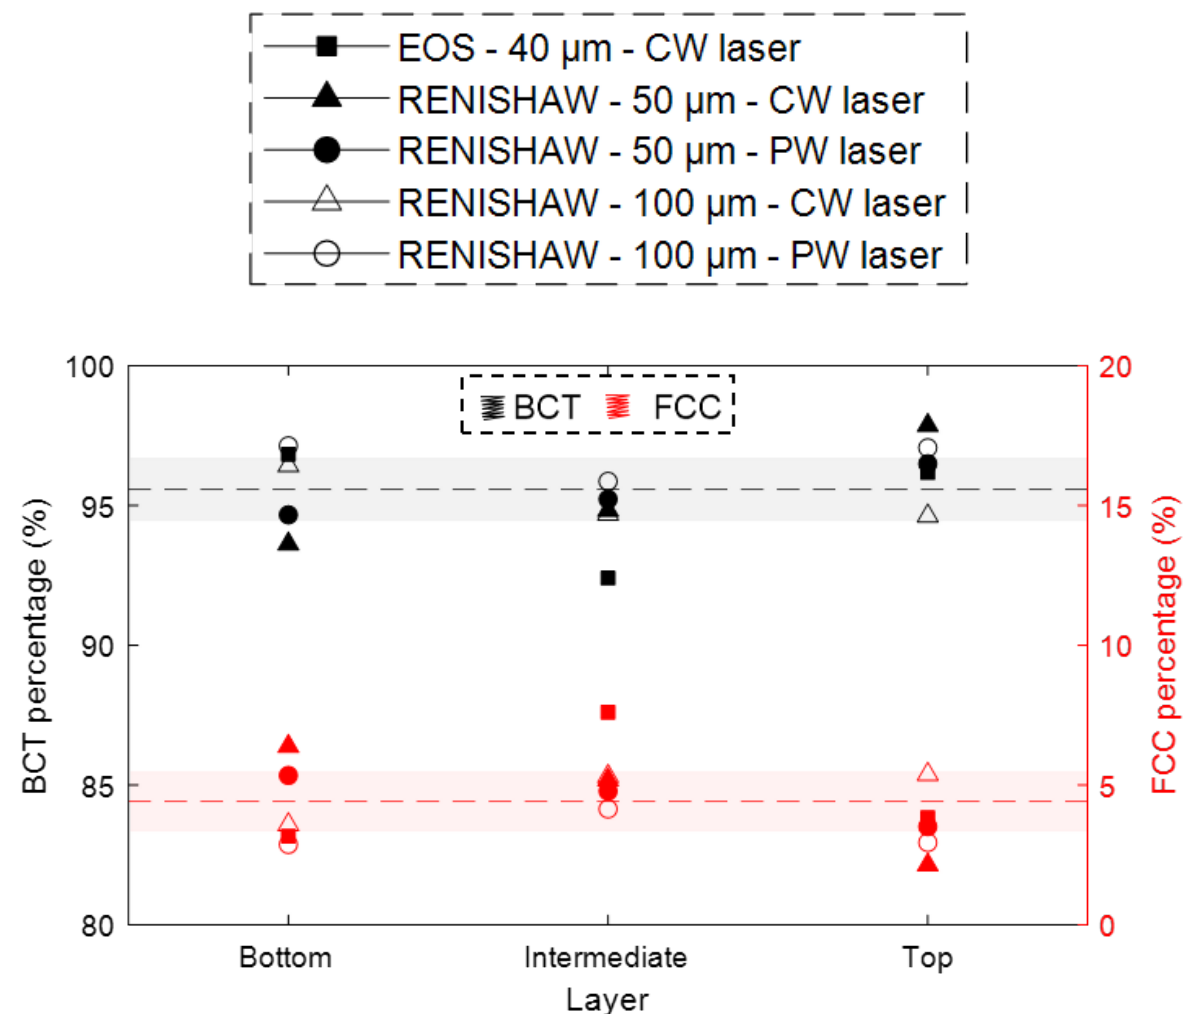 EOS - 40 µm - CW laser
RENISHAW - 50 µm - CW laser
RENISHAW - 50 µm - PW laser
RENISHAW - 100 µm - CW laser
RENISHAW - 100 µm - PW laser
BCT FCC
BCT percentage (%)
100
95
90
85
80
20
15
10
5
0
FCC percentage (%)
Bottom Intermediate Top
Layer